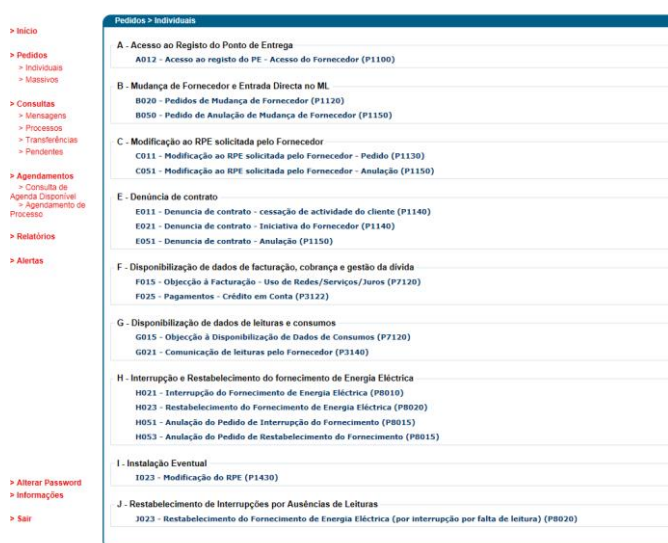 Pedidos > Individuais
> Início
> Pedidos
> Individuais
> Massivos
> Consultas
> Mensagens
> Processos
> Transferências
> Pendentes
> Agendamentos
> Consulta de
Agenda Disponível
> Agendamento de
Processo
> Relatórios
> Alertas
> Alterar Password
> Informações
> Sair
A - Acesso ao Registo do Ponto de Entrega
A012 - Acesso ao registo do PE - Acesso do Fornecedor (P1100)
B - Mudança de Fornecedor e Entrada Directa no ML
B020 - Pedidos de Mudança de Fornecedor (P1120)
B050 - Pedido de Anulação de Mudança de Fornecedor (P1150)
C - Modificação ao RPE solicitada pelo Fornecedor
C011 - Modificação ao RPE solicitada pelo Fornecedor - Pedido (P1130)
C051 - Modificação ao RPE solicitada pelo Fornecedor - Anulação (P1150)
E - Denúncia de contrato
E011 - Denuncia de contrato - cessação de actividade do cliente (P1140)
E021 - Denuncia de contrato - Iniciativa do Fornecedor (P1140)
E051 - Denuncia de contrato - Anulação (P1150)
F - Disponibilização de dados de facturação, cobrança e gestão da divida
F015 - Objecção á Facturação - Uso de Redes/Serviços/Juros (P7120)
F025 - Pagamentos - Crédito em Conta (P3122)
G - Disponibilização de dados de leituras e consumos
G015 - Objecção à Disponibilização de Dados de Consumos (P7120)
G021 - Comunicação de leituras pelo Fornecedor (P3140)
H - Interrupção e Restabelecimento do fornecimento de Energia Eléctrica
H021 - Interrupção do Fornecimento de Energia Eléctrica (P8010)
H023 - Restabelecimento do Fornecimento de Energia Eléctrica (P8020)
H051 - Anulação do Pedido de Interrupção do Fornecimento (P8015)
H053 - Anulação do Pedido de Restabelecimento do Fornecimento (P8015)
I - Instalação Eventual
I023 - Modificação do RPE (P1430)
J - Restabelecimento de Interrupções por Ausências de Leituras
J023 - Restabelecimento do Fornecimento de Energia Eléctrica (por interrupção por falta de leitura) (P8020)